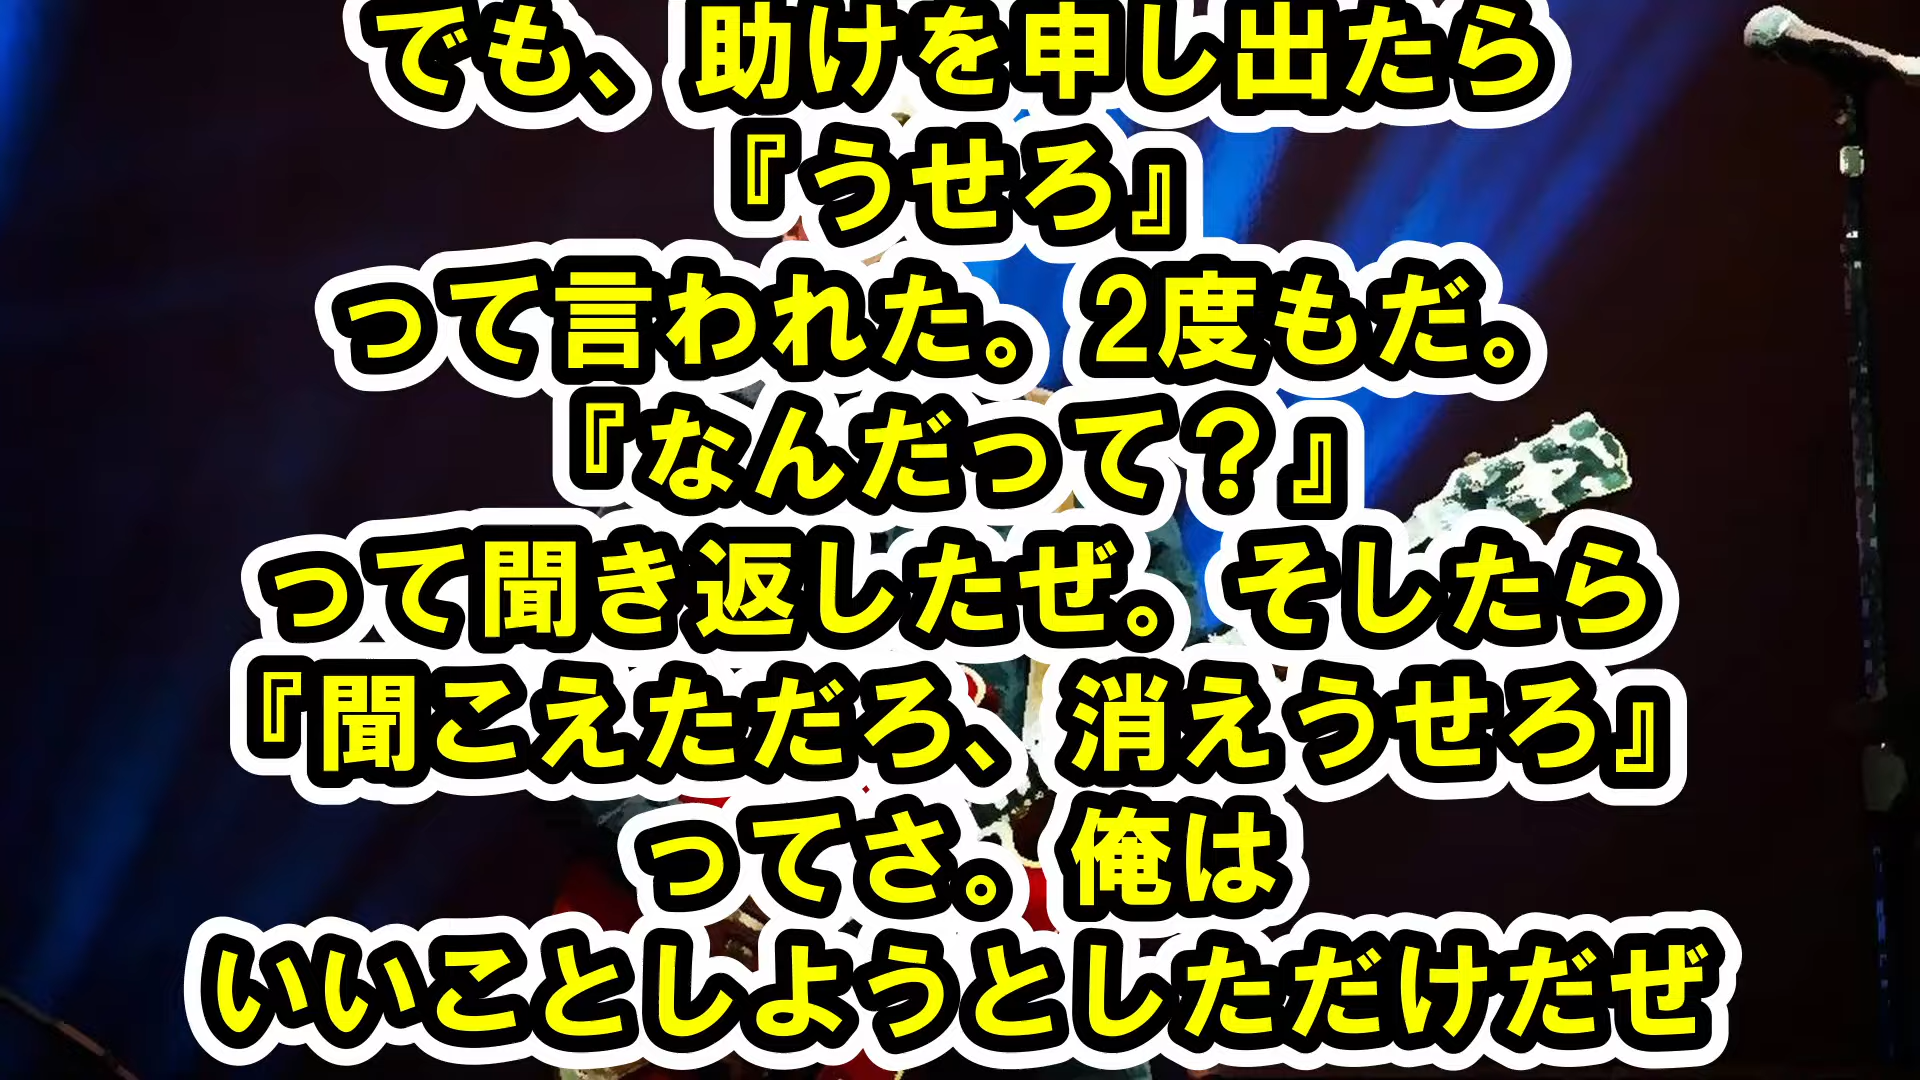 でも、助けを申し出たら
『うせろ』
って言われた。2度もだ。
『なんだって？』
って聞き返したぜ。そしたら
『聞こえただろ、消えうせろ』
ってさ。俺は
いいことしようとしただけだぜ